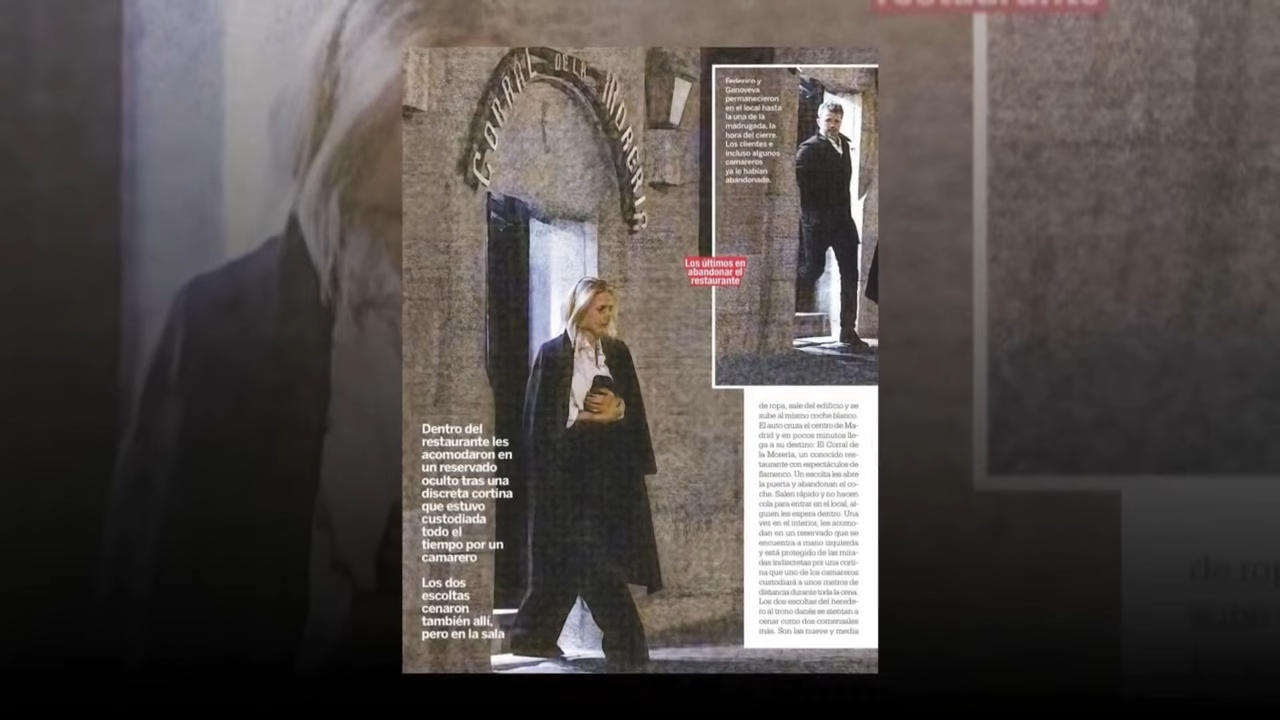 restaurante
CORRAL DE LA MORERIA
Federico y
Genoveva
permanecieron
en el local hasta
la una de la
madrugada, la
hora del cierre.
Los clientes e
incluso algunos
camareros
ya lo habían
abandonado.
Los últimos en
abandonar el
restaurante
Dentro del
restaurante les
acomodaron en
un reservado
oculto tras una
discreta cortina
que estuvo
custodiada
todo el
tiempo por un
camarero
Los dos
escoltas
cenaron
también allí,
pero en la sala
de ropa, sale del edificio y se
sube al mismo coche blanco.
El auto cruza el centro de Ma-
drid y en pocos minutos lle-
ga a su destino: El Corral de
la Morería, un conocido res-
taurante con espectáculos de
flamenco. Un escolta les abre
la puerta y abandonan el co-
che. Salen rápido y no hacen
cola para entrar en el local, al-
guien les espera dentro. Una
vez en el interior, les acomo-
dan en un reservado que se
encuentra a mano izquierda
y está protegido de las mira-
das indiscretas por una corti-
na que uno de los camareros
custodiará a unos metros de
distancia durante toda la cena.
Los dos escoltas del herede-
ro al trono danés se sientan a
cenar como dos comensales
más. Son las nueve y media